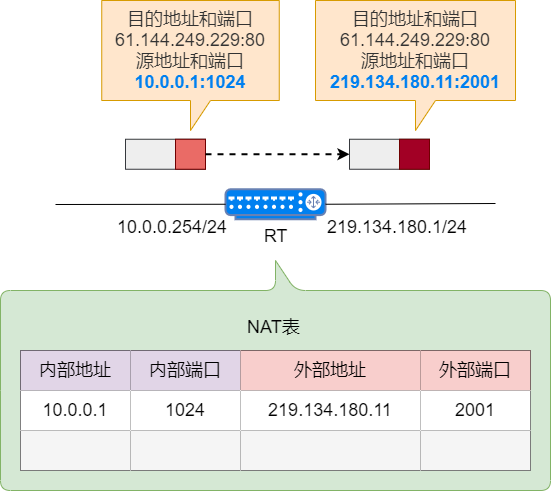 目的地址和端口
61.144.249.229:80
源地址和端口
10.0.0.1:1024
目的地址和端口
61.144.249.229:80
源地址和端口
219.134.180.11:2001
10.0.0.254/24
RT
219.134.180.1/24
NAT表
内部地址 内部端口 外部地址 外部端口
10.0.0.1 1024 219.134.180.11 2001